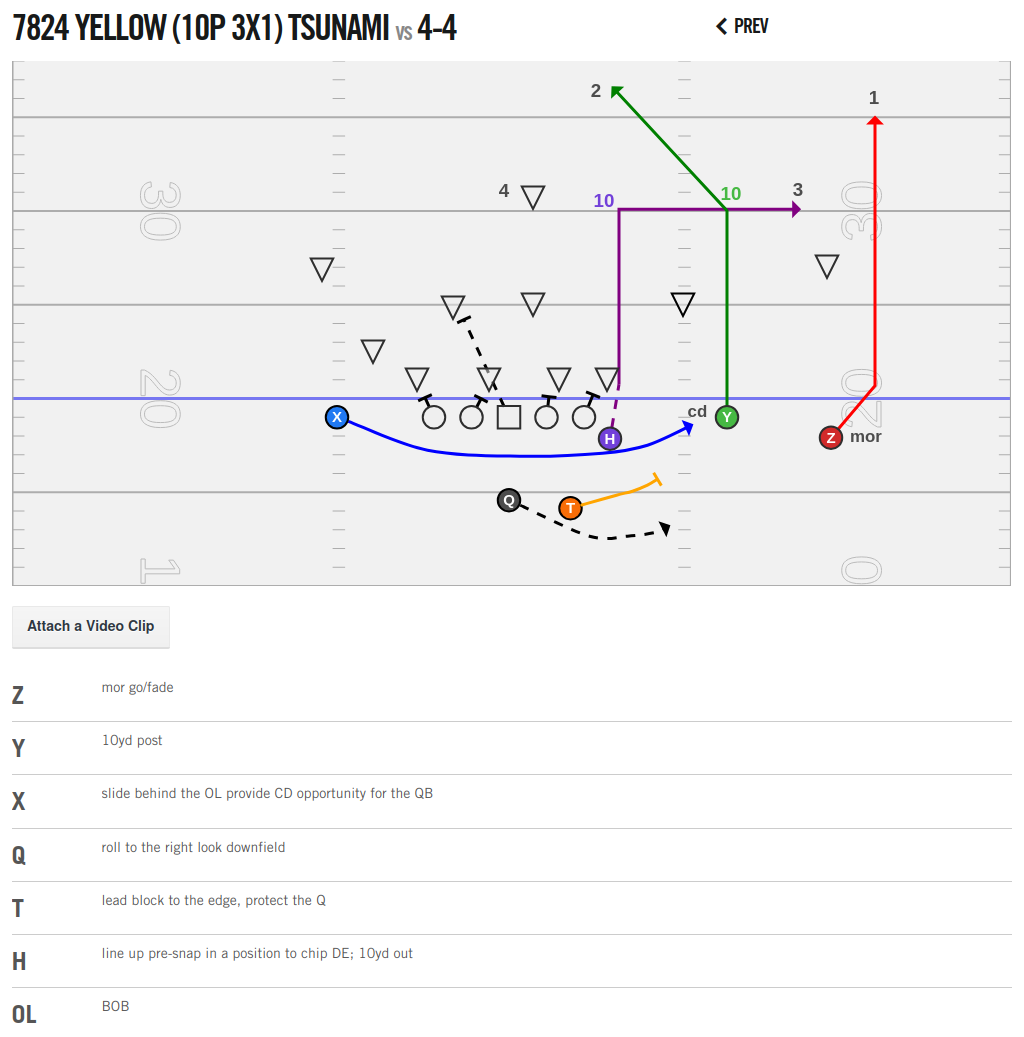 7824 YELLOW (10P 3X1) TSUNAMI vs 4-4
PREV
2
1
30
4
10
10
3
30
20
X
H
cd
Y
20
Z
mor
Q
T
1
0
Attach a Video Clip
Z mor go/fade
Y 10yd post
X slide behind the OL provide CD opportunity for the QB
Q roll to the right look downfield
T lead block to the edge, protect the Q
H line up pre-snap in a position to chip DE; 10yd out
OL BOB